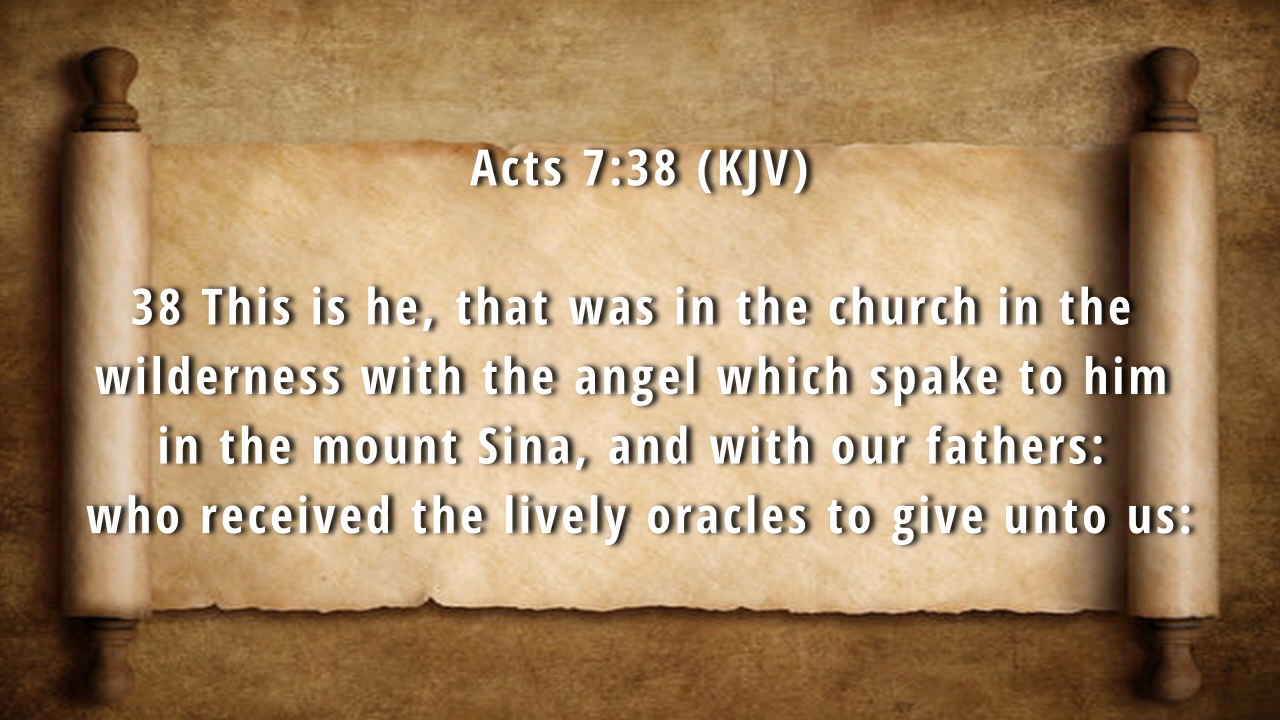 Acts 7:38 (KJV)
38 This is he, that was in the church in the
wilderness with the angel which spake to him
in the mount Sina, and with our fathers:
who received the lively oracles to give unto us: